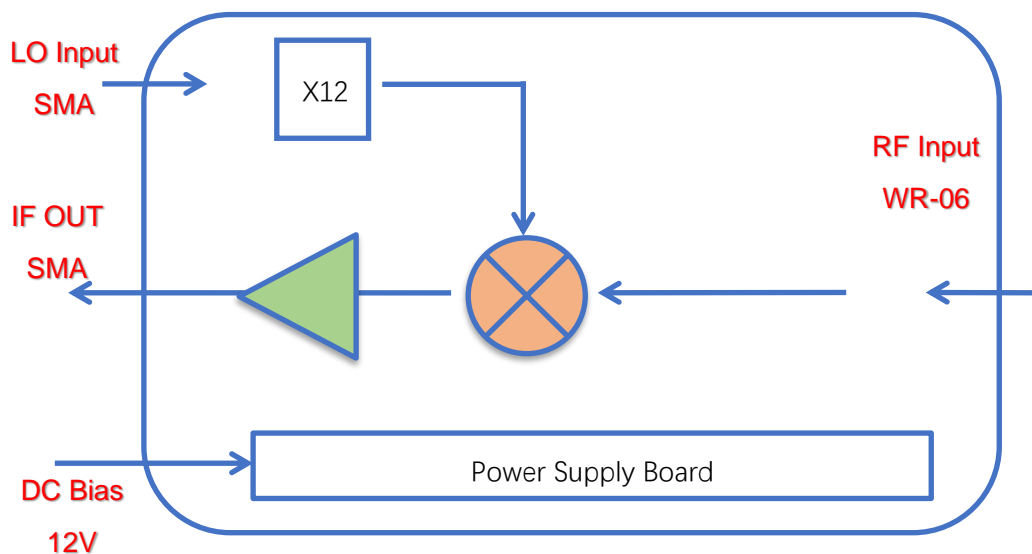 LO Input
SMA
X12
RF Input
WR-06
IF OUT
SMA
Power Supply Board
DC Bias
12V